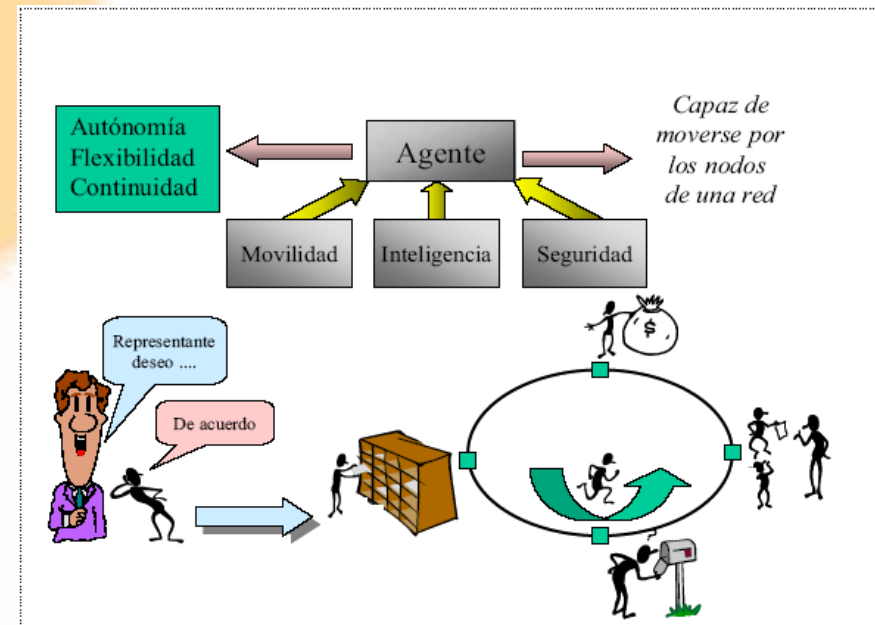 Autónomía
Flexibilidad
Continuidad
Agente
Capaz de
moverse por
los nodos
de una red
Movilidad
Inteligencia
Seguridad
Representante
deseo ....
De acuerdo
$